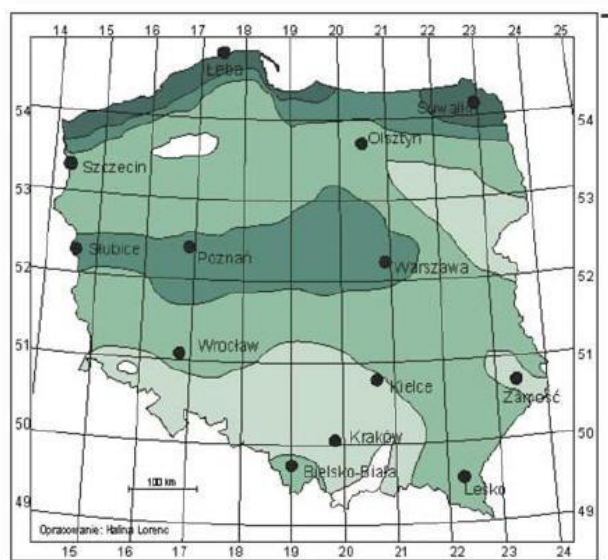 14 15 16 17 18 19 20 21 22 23 24 25
Łeba
54
Suwałki
54
Olsztyn
Szczecin
53
53
Słubice
Poznań
52
Warszawa
52
Wrocław
51
51
Kielce
Zamość
50
Kraków
50
Bielsko-Biała
Lesko
100 km
49
49
Opracowanie: Halina Lorenc
15 16 17 18 19 20 21 22 23 24